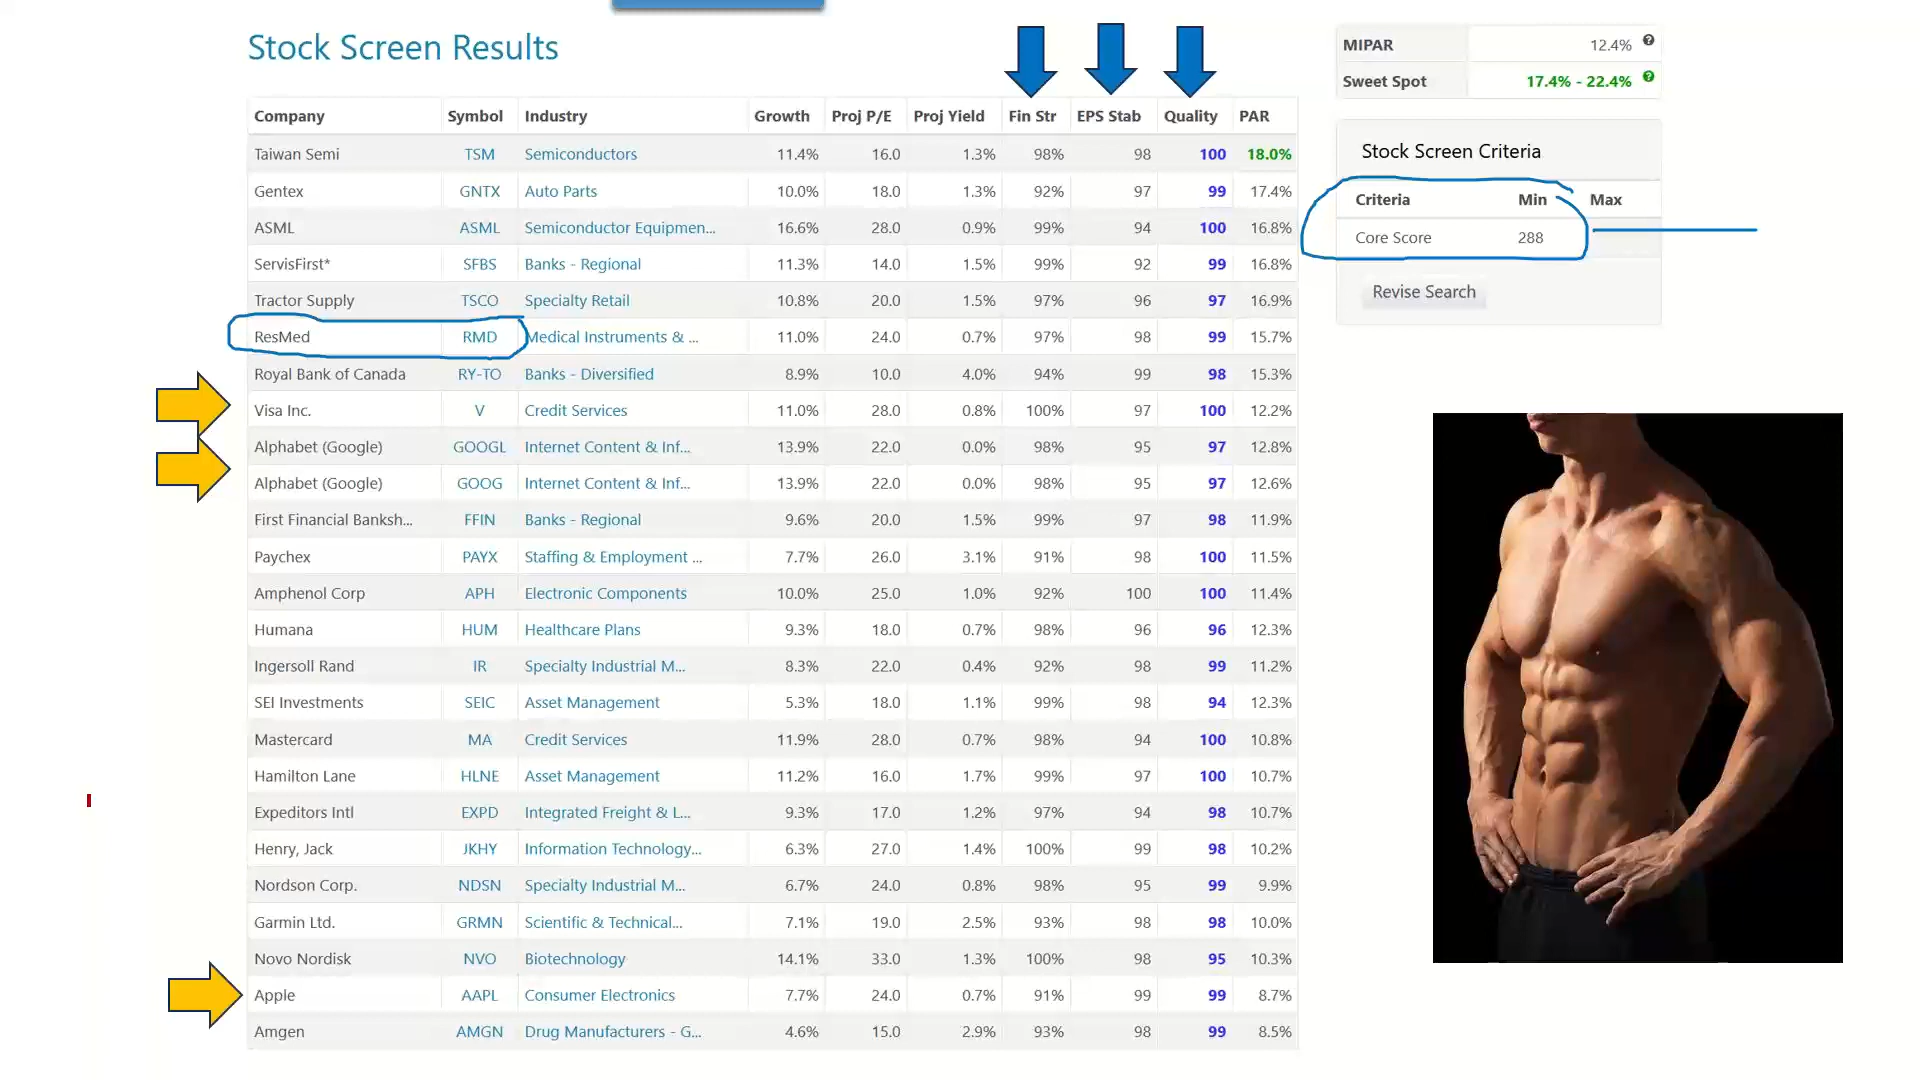 Stock Screen Results
MIPAR 12.4%
Sweet Spot 17.4% - 22.4%
Company Symbol Industry Growth Proj P/E Proj Yield Fin Str EPS Stab Quality PAR
Taiwan Semi TSM Semiconductors 11.4% 16.0 1.3% 98% 98 100 18.0%
Gentex GNTX Auto Parts 10.0% 18.0 1.3% 92% 97 99 17.4%
ASML ASML Semiconductor Equipmen... 16.6% 28.0 0.9% 99% 94 100 16.8%
ServisFirst* SFBS Banks - Regional 11.3% 14.0 1.5% 99% 92 99 16.8%
Tractor Supply TSCO Specialty Retail 10.8% 20.0 1.5% 97% 96 97 16.9%
ResMed RMD Medical Instruments & ... 11.0% 24.0 0.7% 97% 98 99 15.7%
Royal Bank of Canada RY-TO Banks - Diversified 8.9% 10.0 4.0% 94% 99 98 15.3%
Visa Inc. V Credit Services 11.0% 28.0 0.8% 100% 97 100 12.2%
Alphabet (Google) GOOGL Internet Content & Inf... 13.9% 22.0 0.0% 98% 95 97 12.8%
Alphabet (Google) GOOG Internet Content & Inf... 13.9% 22.0 0.0% 98% 95 97 12.6%
First Financial Banksh... FFIN Banks - Regional 9.6% 20.0 1.5% 99% 97 98 11.9%
Paychex PAYX Staffing & Employment ... 7.7% 26.0 3.1% 91% 98 100 11.5%
Amphenol Corp APH Electronic Components 10.0% 25.0 1.0% 92% 100 100 11.4%
Humana HUM Healthcare Plans 9.3% 18.0 0.7% 98% 96 96 12.3%
Ingersoll Rand IR Specialty Industrial M... 8.3% 22.0 0.4% 92% 98 99 11.2%
SEI Investments SEIC Asset Management 5.3% 18.0 1.1% 99% 98 94 12.3%
Mastercard MA Credit Services 11.9% 28.0 0.7% 98% 94 100 10.8%
Hamilton Lane HLNE Asset Management 11.2% 16.0 1.7% 99% 97 100 10.7%
Expeditors Intl EXPD Integrated Freight & L... 9.3% 17.0 1.2% 97% 94 98 10.7%
Henry, Jack JKHY Information Technology... 6.3% 27.0 1.4% 100% 99 98 10.2%
Nordson Corp. NDSN Specialty Industrial M... 6.7% 24.0 0.8% 98% 95 99 9.9%
Garmin Ltd. GRMN Scientific & Technical... 7.1% 19.0 2.5% 93% 98 98 10.0%
Novo Nordisk NVO Biotechnology 14.1% 33.0 1.3% 100% 98 95 10.3%
Apple AAPL Consumer Electronics 7.7% 24.0 0.7% 91% 99 99 8.7%
Amgen AMGN Drug Manufacturers - G... 4.6% 15.0 2.9% 93% 98 99 8.5%
Stock Screen Criteria
Criteria Min Max
Core Score 288
Revise Search